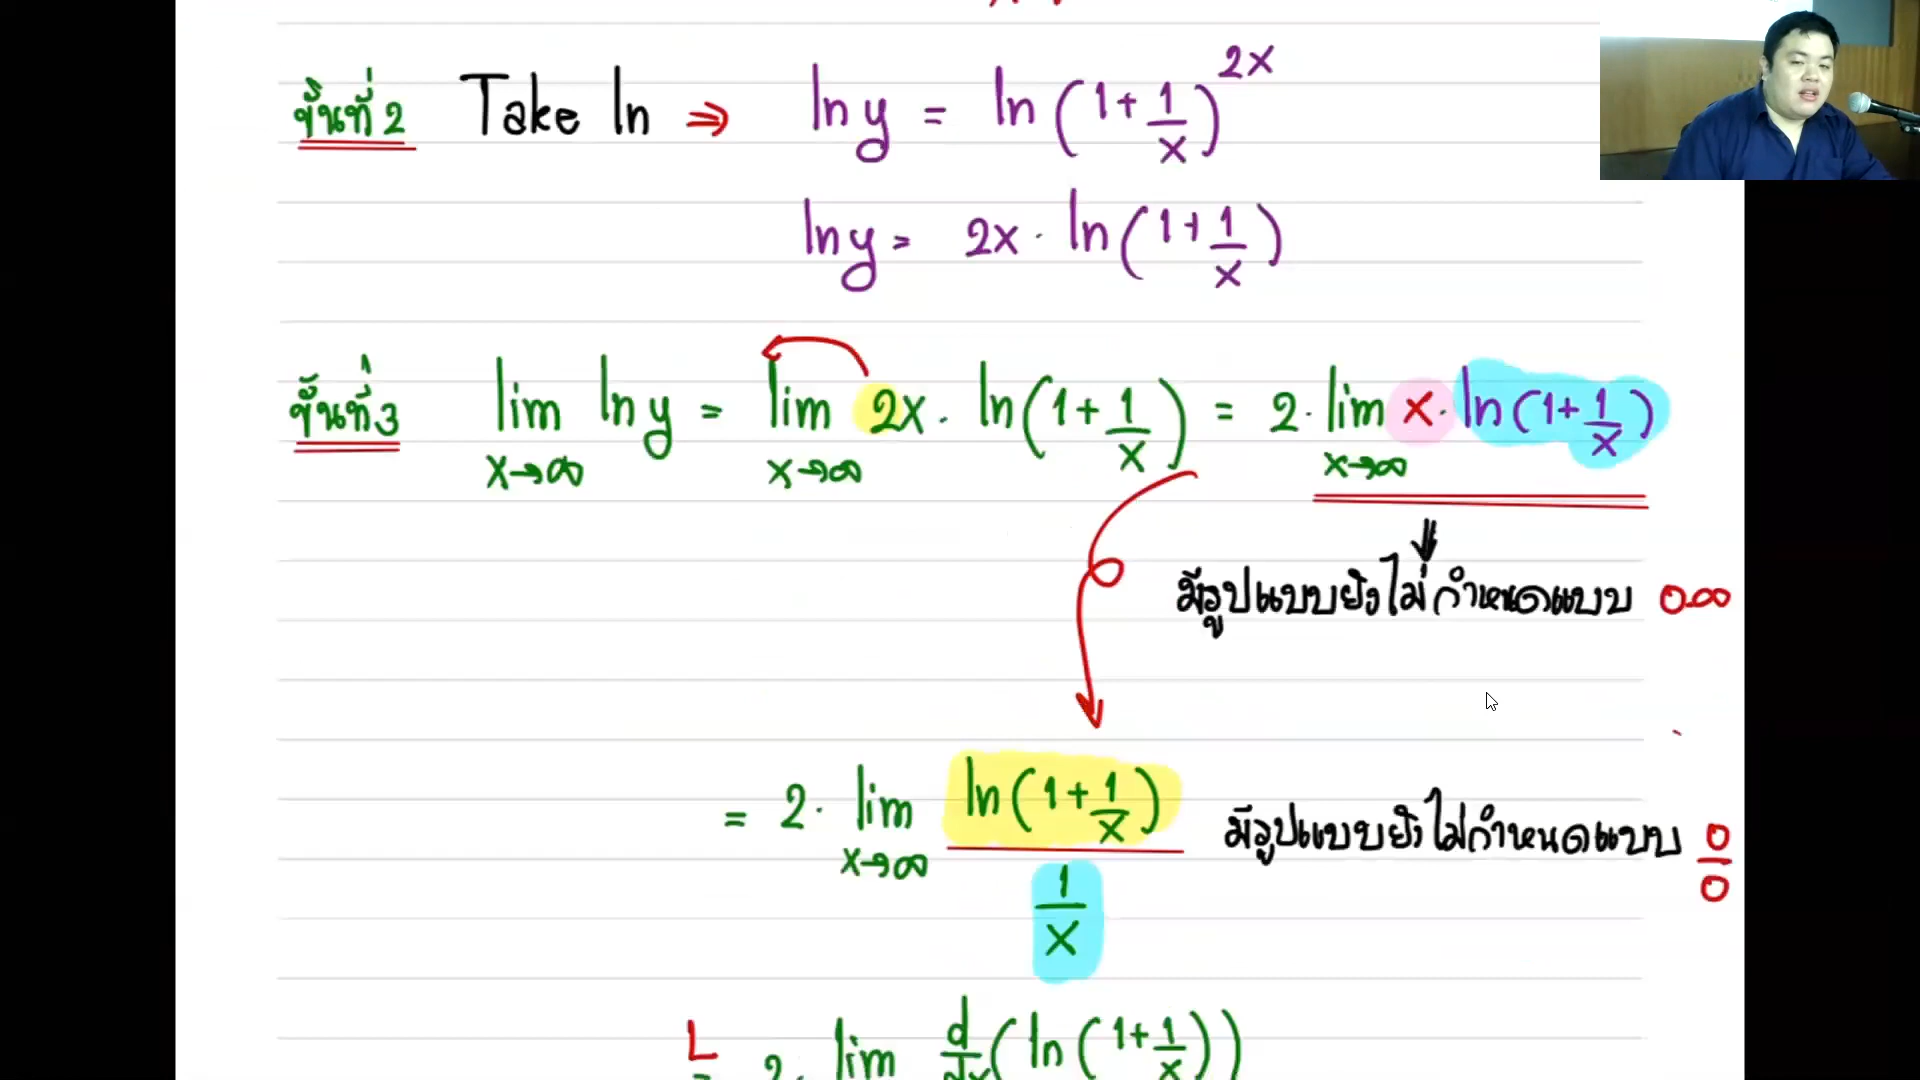 ขั้นที่ 2 Take ln ⇒ ln y = ln (1 + 1/x)^2x
ln y = 2x · ln (1 + 1/x)
ขั้นที่ 3 lim x→∞ ln y = lim x→∞ 2x · ln (1 + 1/x) = 2 · lim x→∞ x · ln (1 + 1/x)
มีรูปแบบยังไม่กำหนดแบบ 0·∞
= 2 · lim x→∞ ln (1 + 1/x) / (1/x) มีรูปแบบยังไม่กำหนดแบบ 0/0
L = 2 · lim d/dx (ln (1 + 1/x))